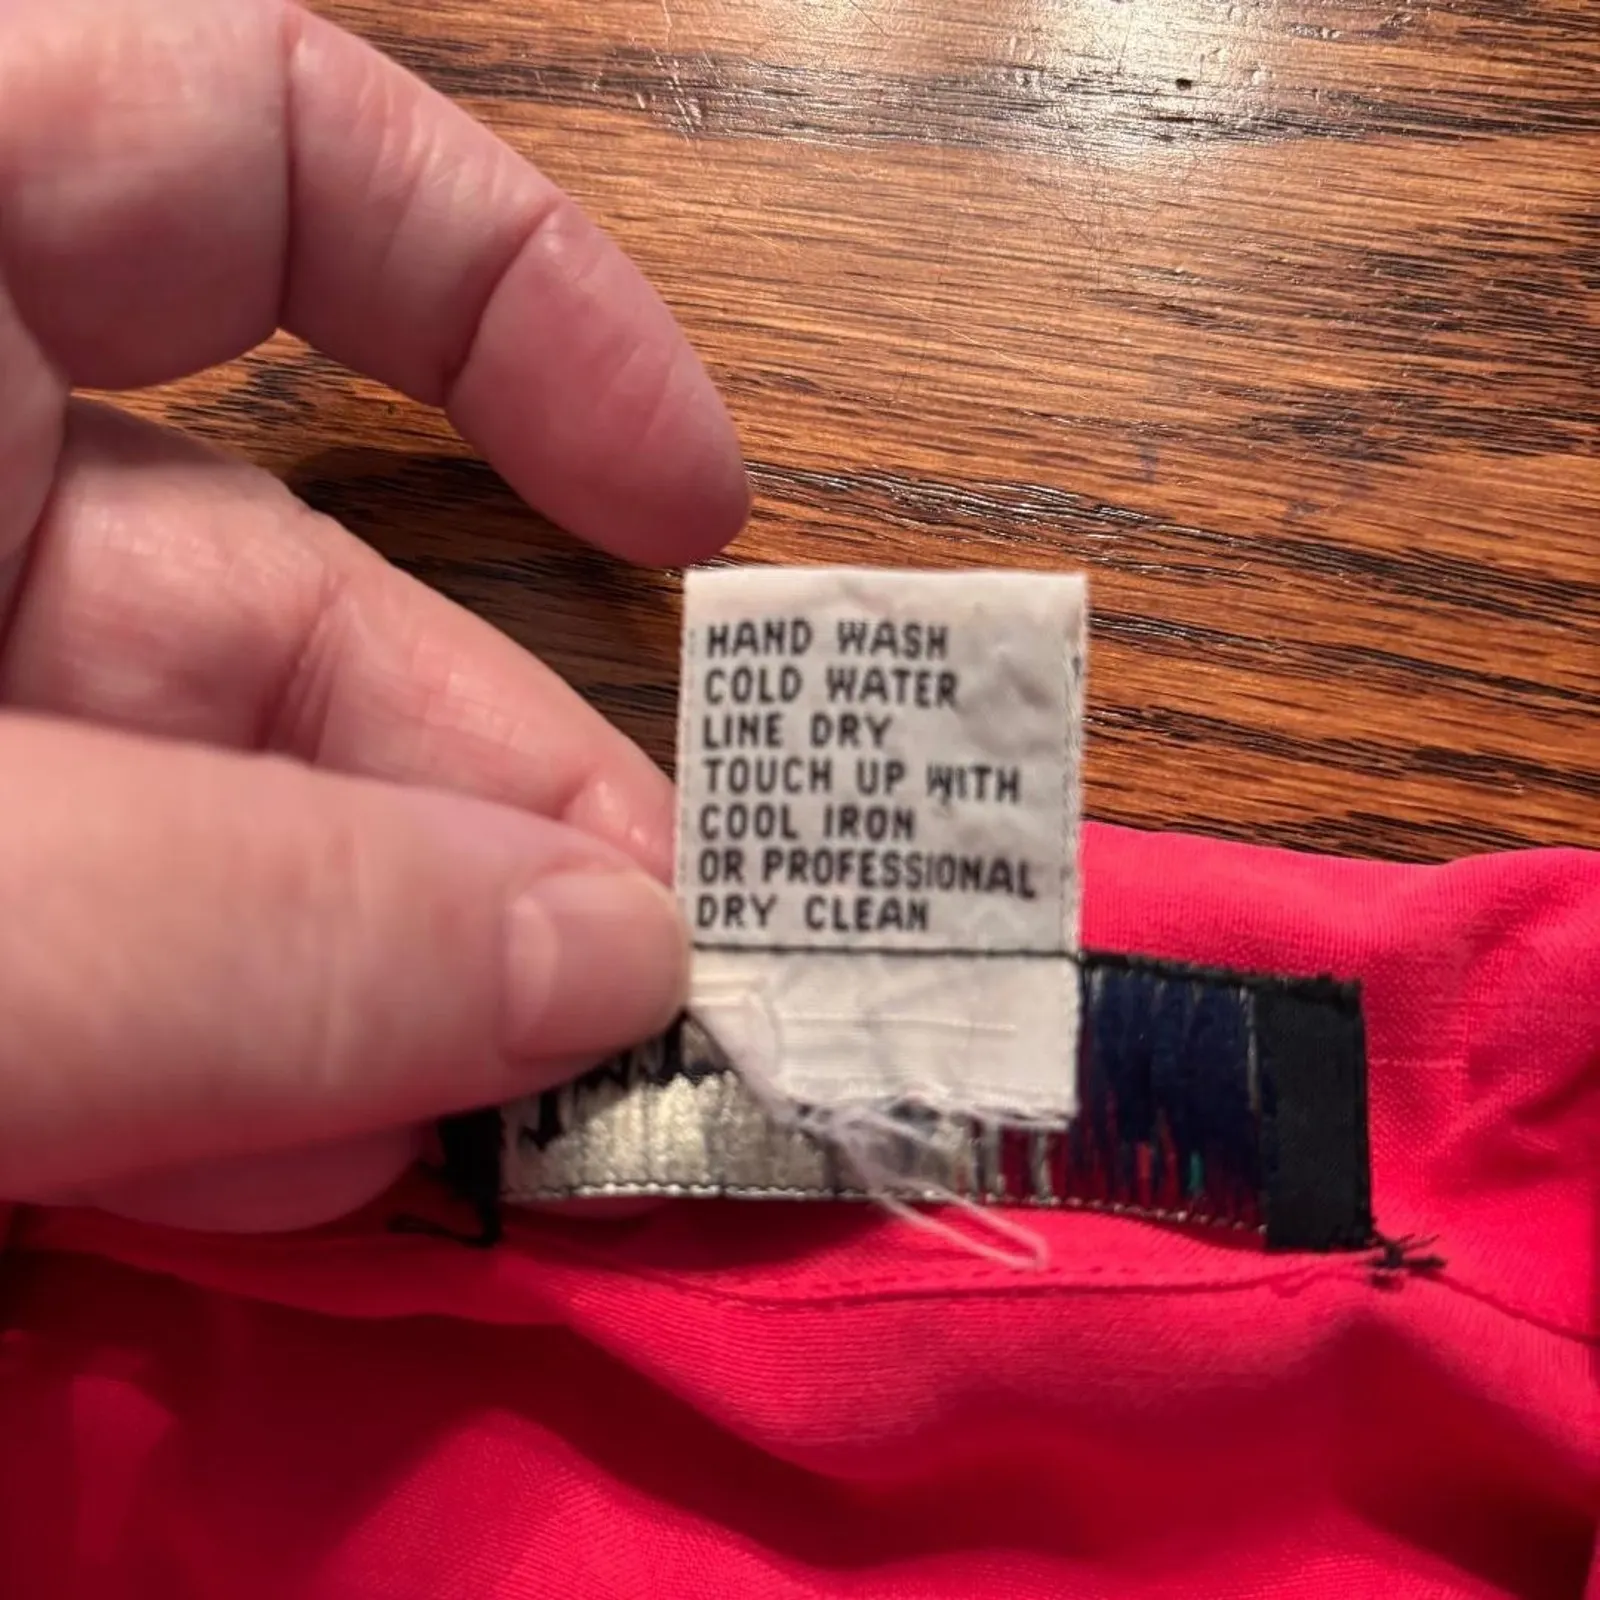 HAND WASH
COLD WATER
LINE DRY
TOUCH UP WITH
COOL IRON
OR PROFESSIONAL
DRY CLEAN